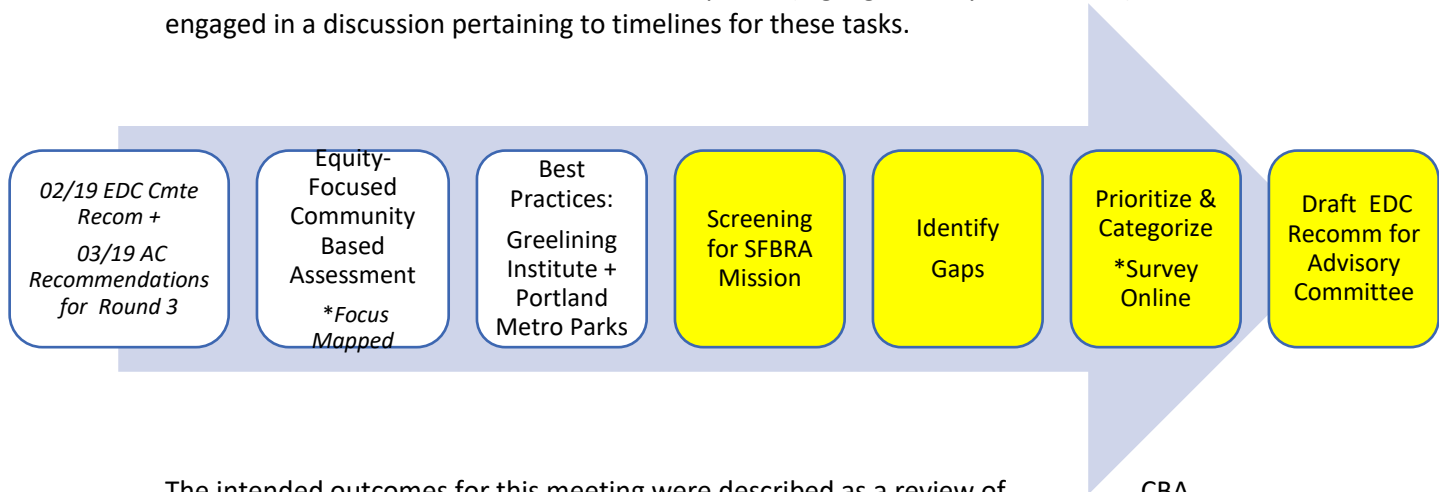 engaged in a discussion pertaining to timelines for these tasks.
02/19 EDC Cmte
Recom +
03/19 AC
Recommendations
for Round 3
Equity-
Focused
Community
Based
Assessment
*Focus
Mapped
Best
Practices:
Greelining
Institute +
Portland
Metro Parks
Screening
for SFBRA
Mission
Identify
Gaps
Prioritize &
Categorize
*Survey
Online
Draft EDC
Recomm for
Advisory
Committee
The intended outcomes for this meeting were described as a review of CBA